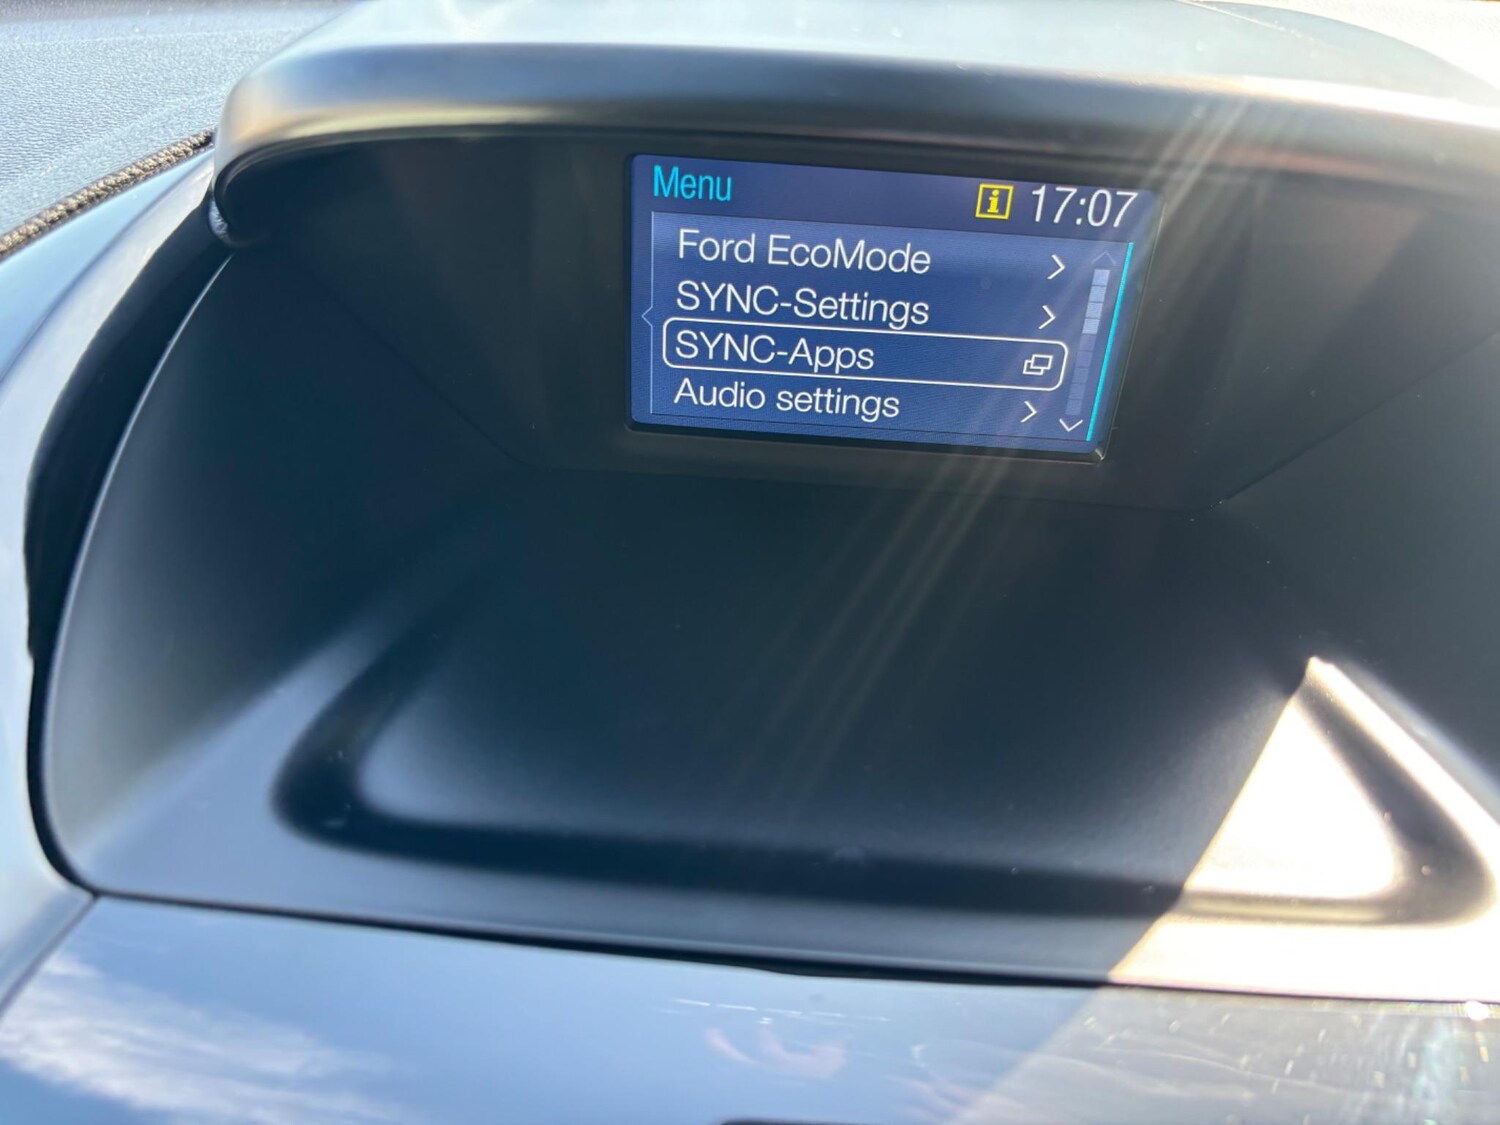 Menu i 17:07
Ford EcoMode
SYNC-Settings
SYNC-Apps
Audio settings